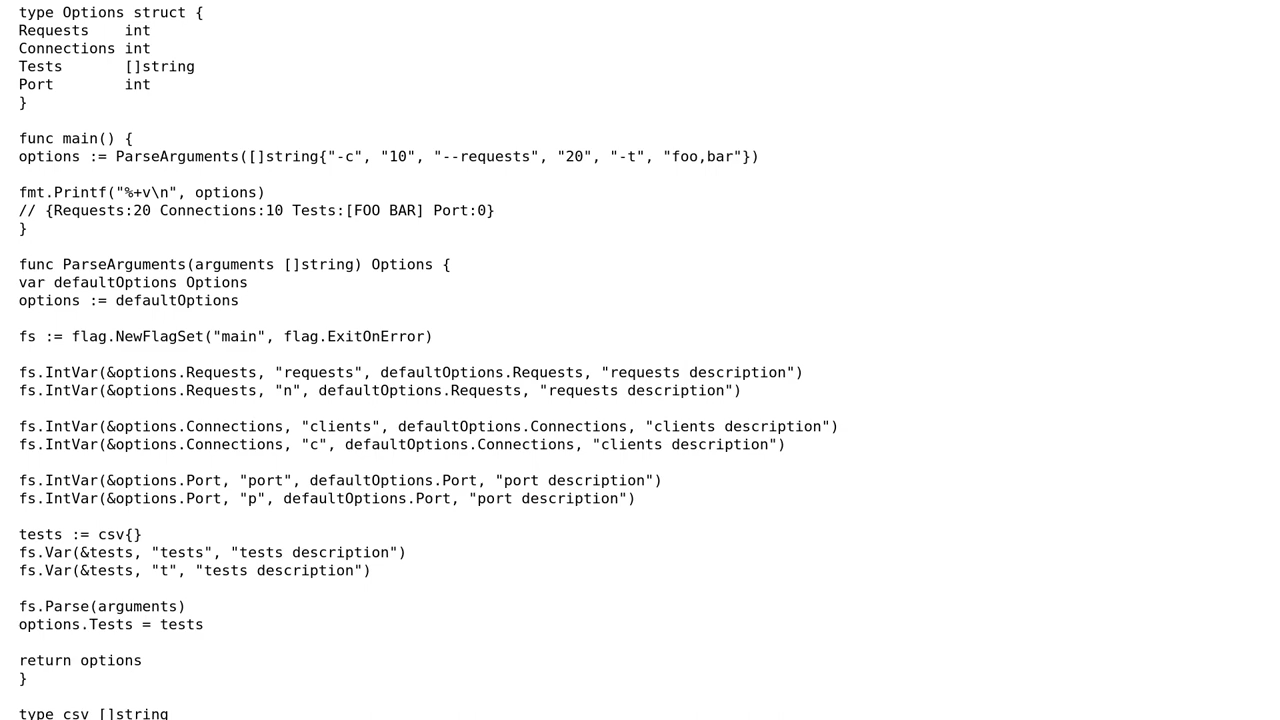 type Options struct {
Requests    int
Connections int
Tests       []string
Port        int
}

func main() {
options := ParseArguments([]string{"-c", "10", "--requests", "20", "-t", "foo,bar"})

fmt.Printf("%+v\n", options)
// {Requests:20 Connections:10 Tests:[FOO BAR] Port:0}
}

func ParseArguments(arguments []string) Options {
var defaultOptions Options
options := defaultOptions

fs := flag.NewFlagSet("main", flag.ExitOnError)

fs.IntVar(&options.Requests, "requests", defaultOptions.Requests, "requests description")
fs.IntVar(&options.Requests, "n", defaultOptions.Requests, "requests description")

fs.IntVar(&options.Connections, "clients", defaultOptions.Connections, "clients description")
fs.IntVar(&options.Connections, "c", defaultOptions.Connections, "clients description")

fs.IntVar(&options.Port, "port", defaultOptions.Port, "port description")
fs.IntVar(&options.Port, "p", defaultOptions.Port, "port description")

tests := csv{}
fs.Var(&tests, "tests", "tests description")
fs.Var(&tests, "t", "tests description")

fs.Parse(arguments)
options.Tests = tests

return options
}

type csv []string